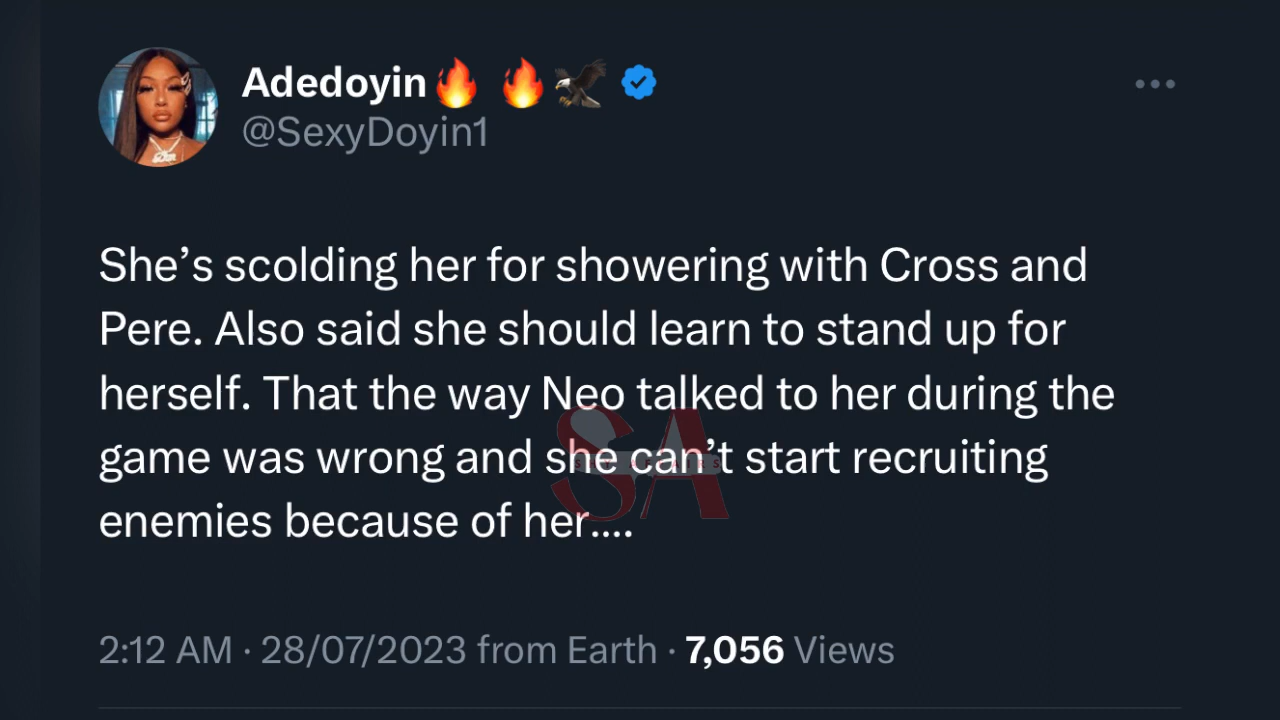 Adedoyin🔥 🔥🦅
@SexyDoyin1
She’s scolding her for showering with Cross and
Pere. Also said she should learn to stand up for
herself. That the way Neo talked to her during the
game was wrong and she can’t start recruiting
enemies because of her....
SA
2:12 AM · 28/07/2023 from Earth · 7,056 Views